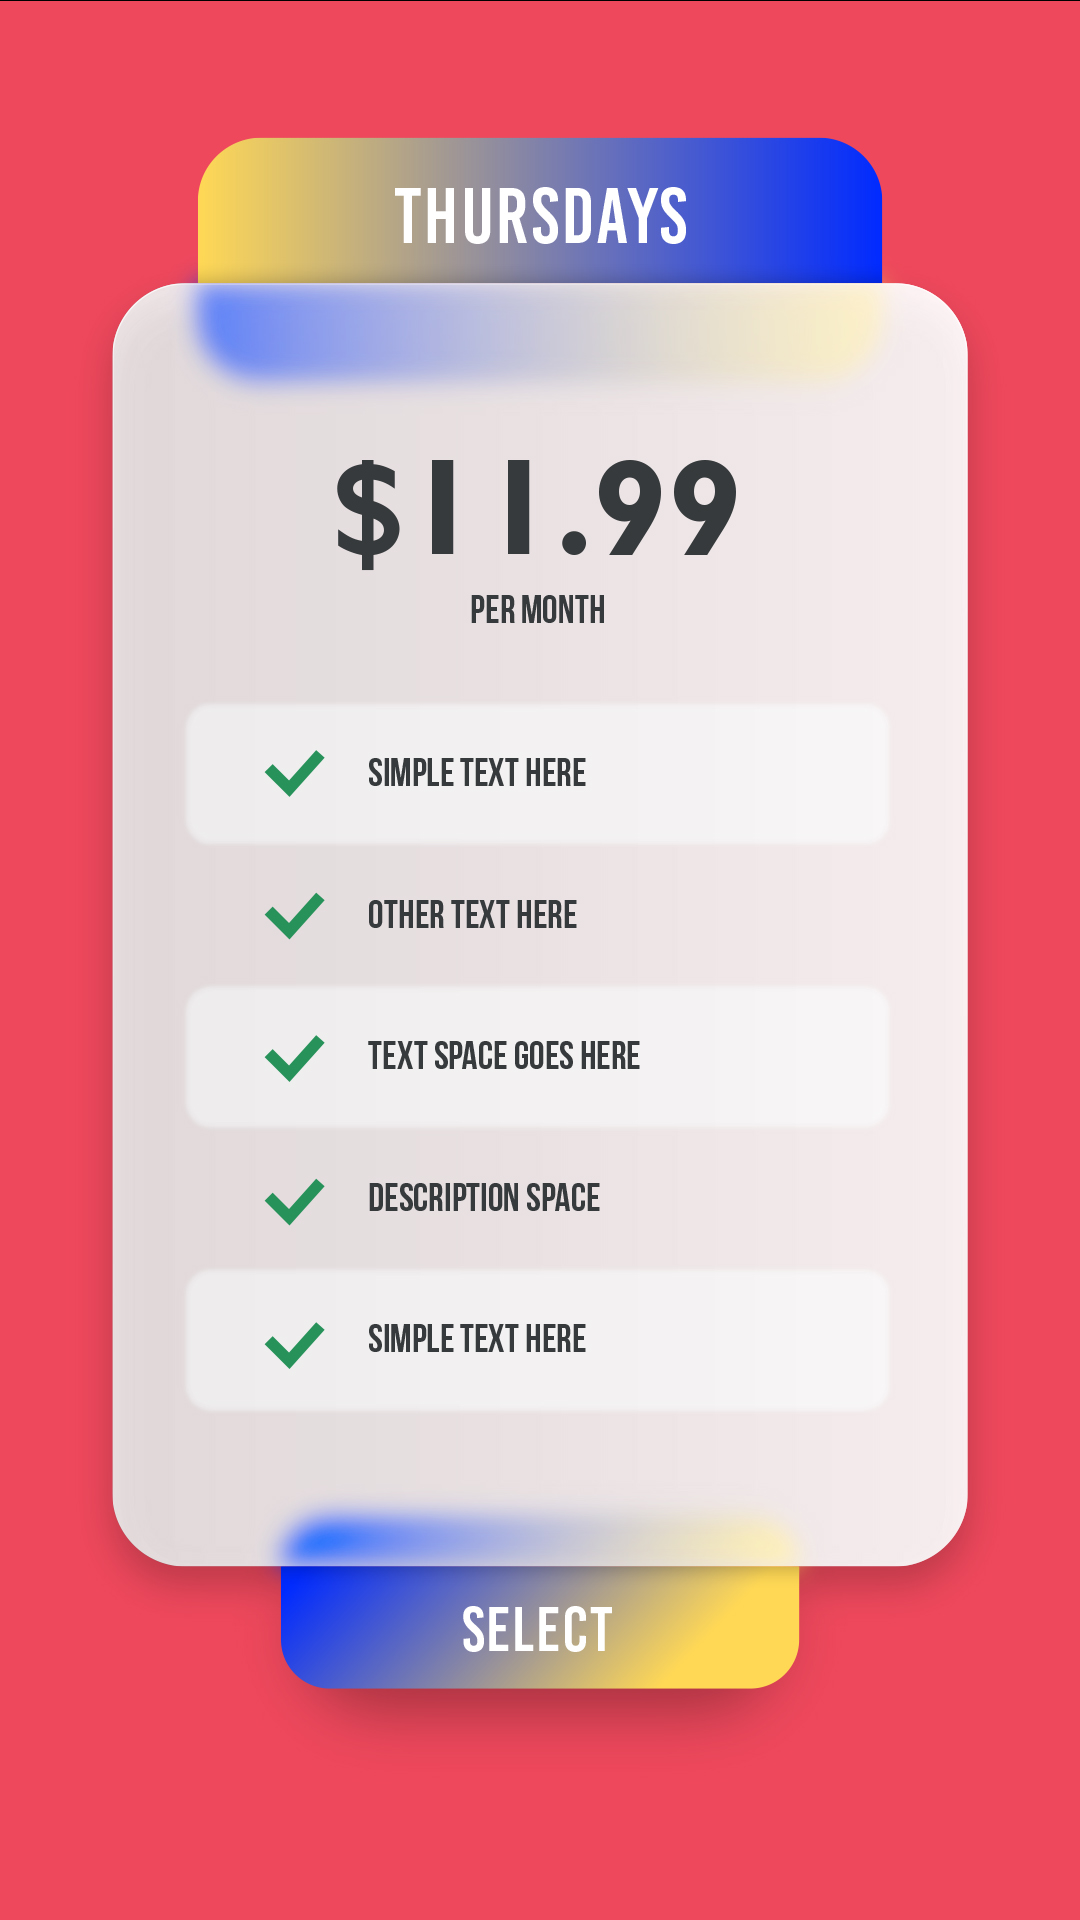 THURSDAYS
$11.99
PER MONTH
SIMPLE TEXT HERE
OTHER TEXT HERE
TEXT SPACE GOES HERE
DESCRIPTION SPACE
SIMPLE TEXT HERE
SELECT